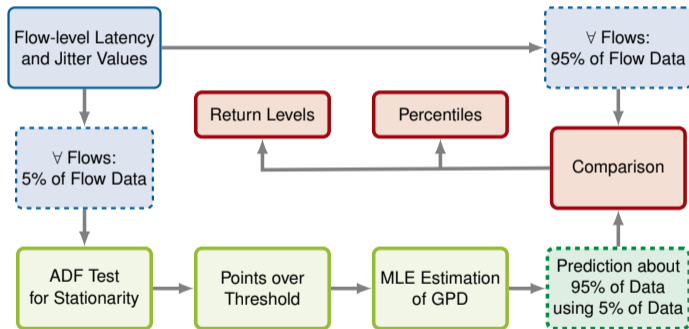 Flow-level Latency
and Jitter Values
∀ Flows:
95% of Flow Data
Return Levels
Percentiles
∀ Flows:
5% of Flow Data
Comparison
ADF Test
for Stationarity
Points over
Threshold
MLE Estimation
of GPD
Prediction about
95% of Data
using 5% of Data